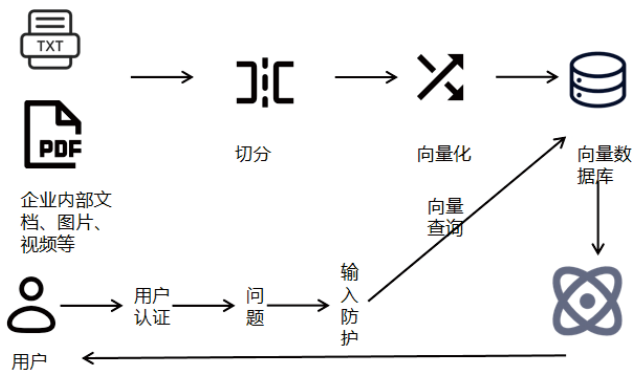 TXT
PDF
切分
向量化
向量数
据库
企业内部文
档、图片、
视频等
向量
查询
用户
认证
问
题
输
入
防
护
用户